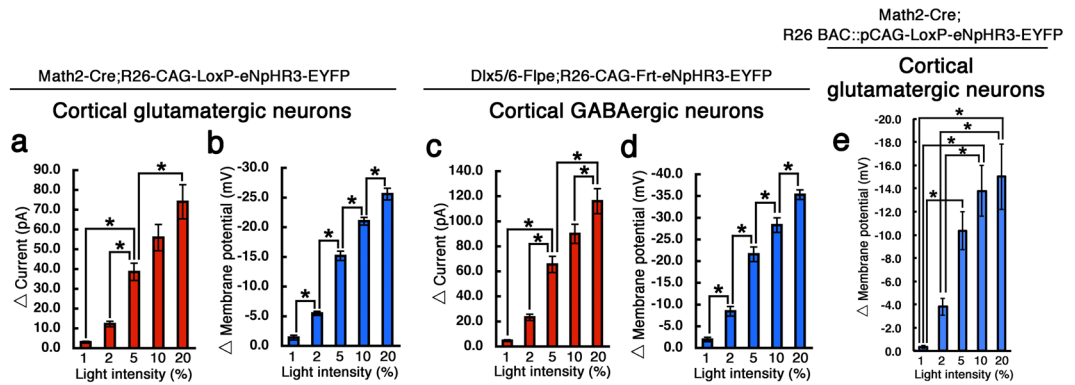 Math2-Cre;
R26 BAC::pCAG-LoxP-eNpHR3-EYFP
Math2-Cre;R26-CAG-LoxP-eNpHR3-EYFP
Dlx5/6-Flpe;R26-CAG-Frt-eNpHR3-EYFP
Cortical glutamatergic neurons
Cortical GABAergic neurons
Cortical
glutamatergic neurons
a
△ Current (pA)
90.0
80.0
70.0
60.0
50.0
40.0
30.0
20.0
10.0
0.0
* * *
1 2 5 10 20
Light intensity (%)
b
△ Membrane potential (mV)
-30.0
-25.0
-20.0
-15.0
-10.0
-5.0
0.0
* * * *
1 2 5 10 20
Light intensity (%)
c
△ Current (pA)
140.0
120.0
100.0
80.0
60.0
40.0
20.0
0.0
* * * *
1 2 5 10 20
Light intensity (%)
d
△ Membrane potential (mV)
-40.0
-35.0
-30.0
-25.0
-20.0
-15.0
-10.0
-5.0
0.0
* * * *
1 2 5 10 20
Light intensity (%)
e
△ Membrane potential (mV)
-20.0
-18.0
-16.0
-14.0
-12.0
-10.0
-8.0
-6.0
-4.0
-2.0
0.0
* * * * *
1 2 5 10 20
Light intensity (%)